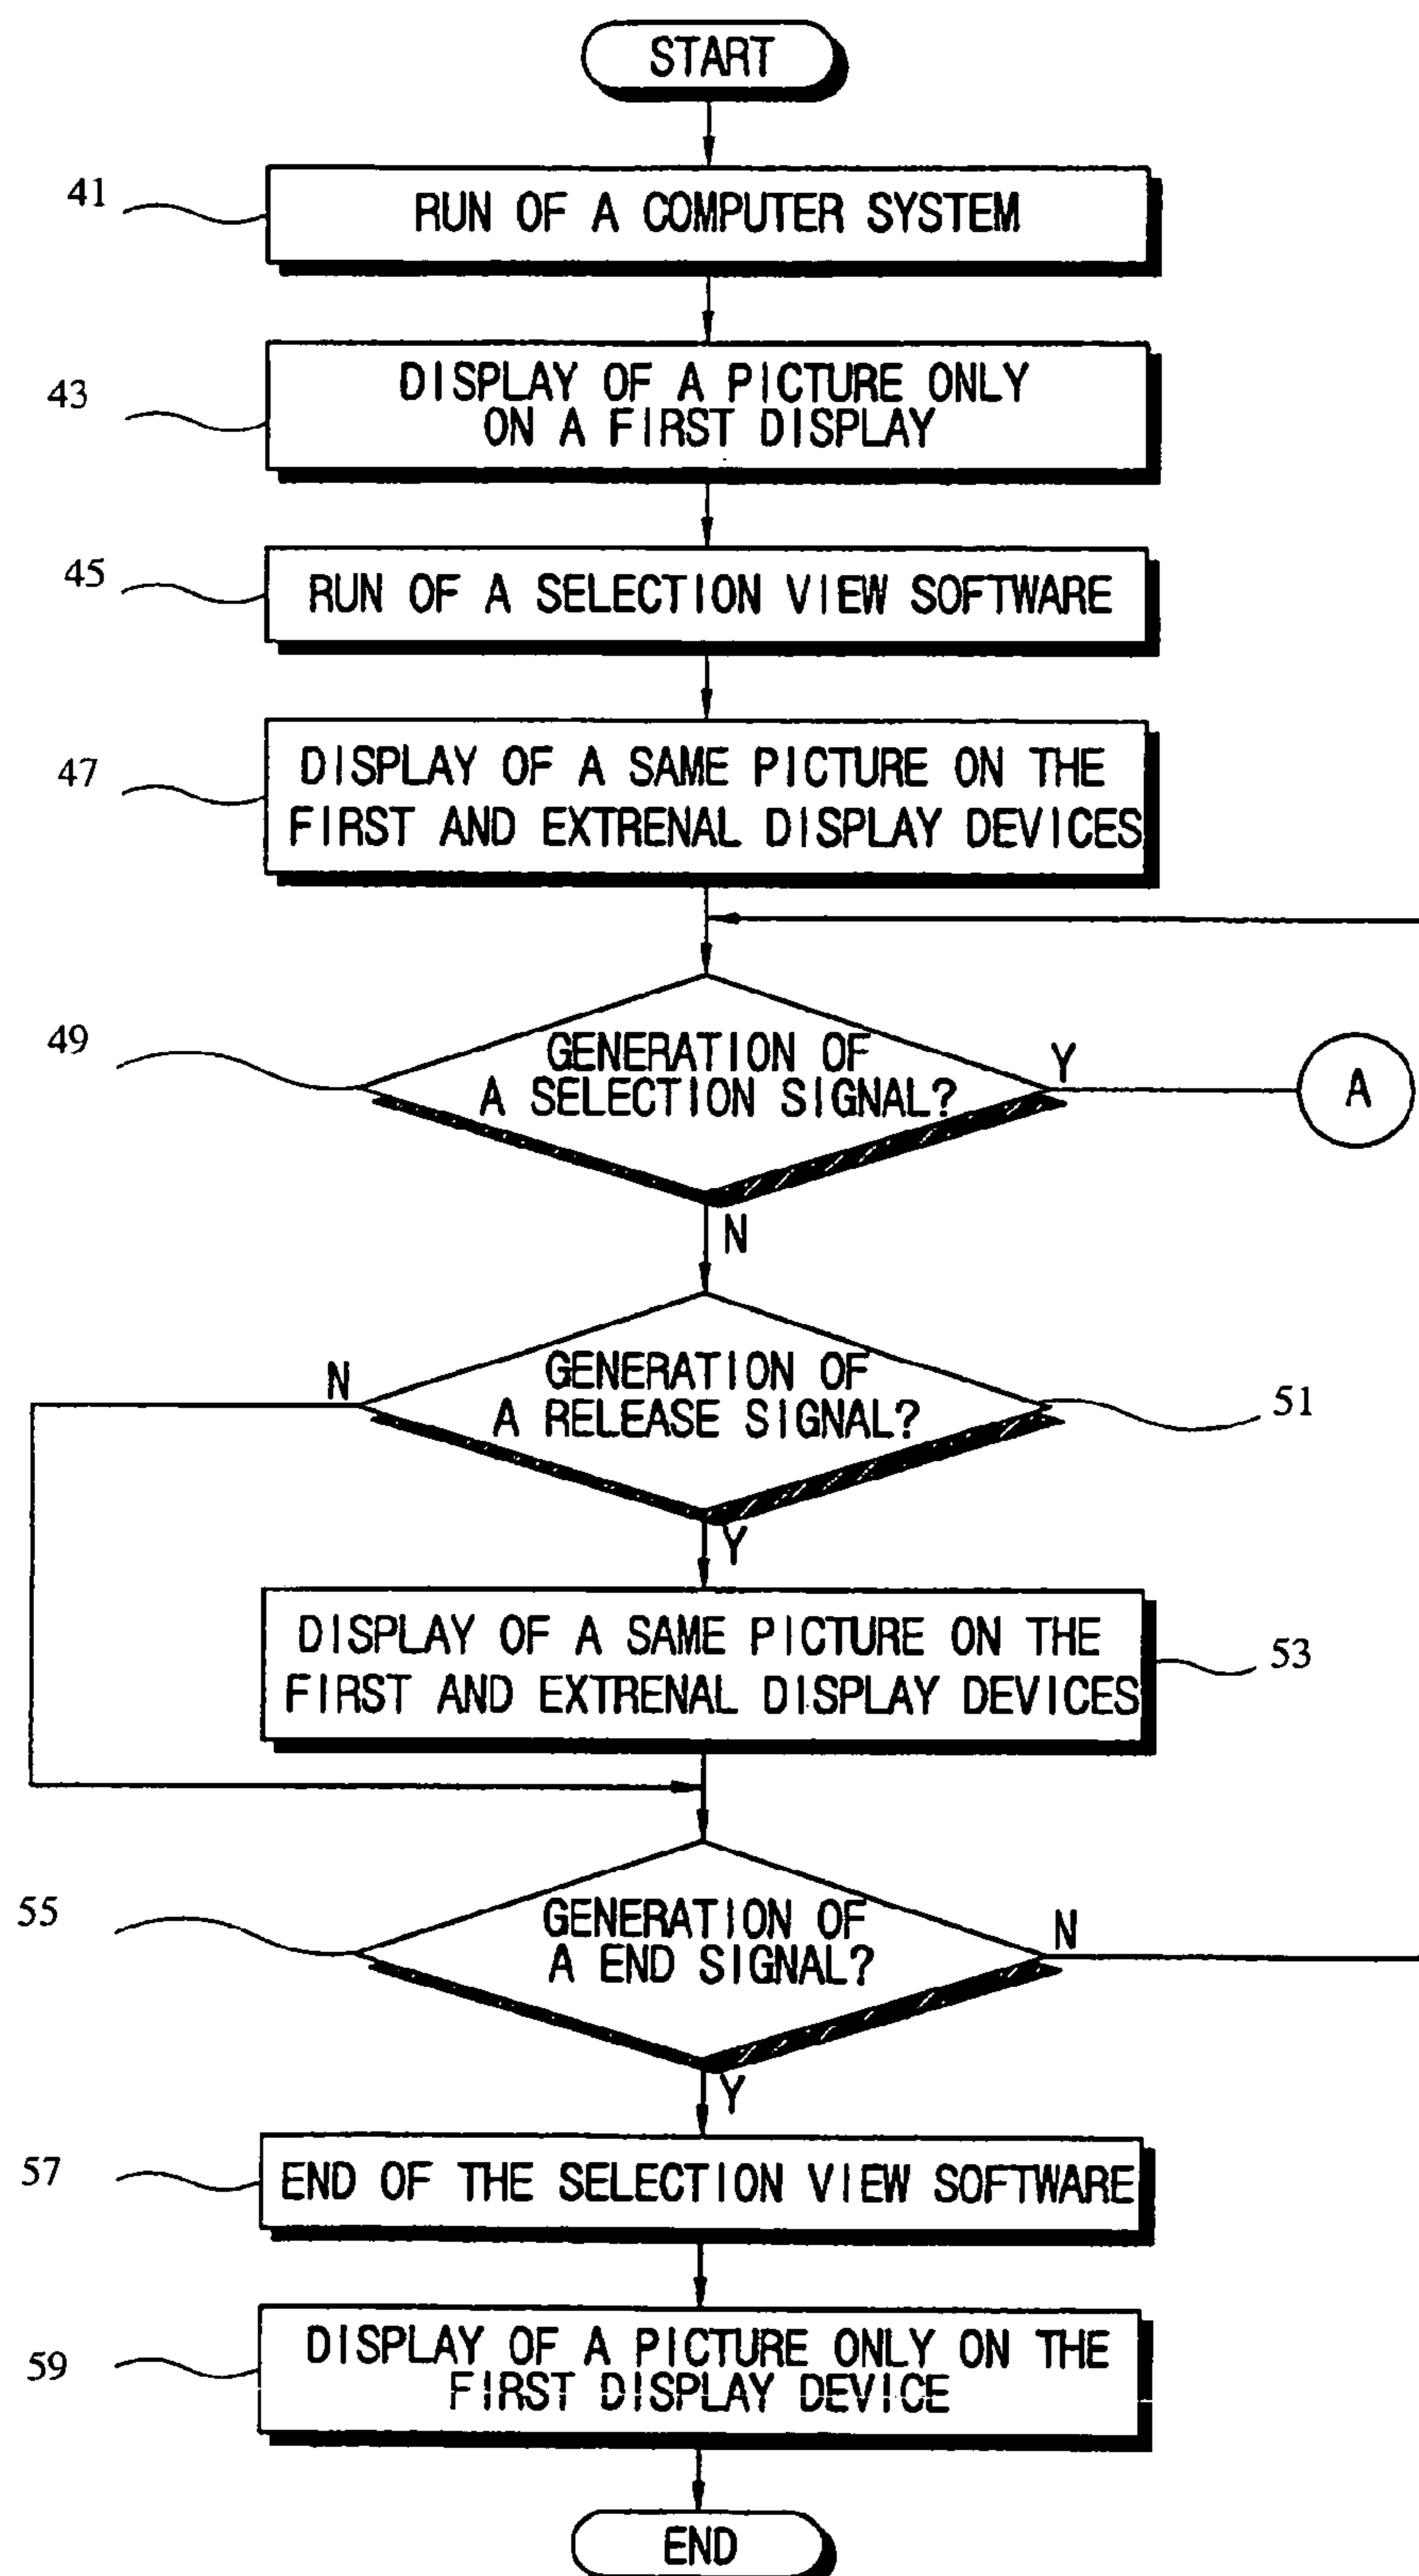 START
41
RUN OF A COMPUTER SYSTEM
43
DISPLAY OF A PICTURE ONLY
ON A FIRST DISPLAY
45
RUN OF A SELECTION VIEW SOFTWARE
47
DISPLAY OF A SAME PICTURE ON THE
FIRST AND EXTRENAL DISPLAY DEVICES
49
GENERATION OF
A SELECTION SIGNAL?
Y
A
N
GENERATION OF
A RELEASE SIGNAL?
N
51
Y
DISPLAY OF A SAME PICTURE ON THE
FIRST AND EXTRENAL DISPLAY DEVICES
53
55
GENERATION OF
A END SIGNAL?
N
Y
57
END OF THE SELECTION VIEW SOFTWARE
59
DISPLAY OF A PICTURE ONLY ON THE
FIRST DISPLAY DEVICE
END